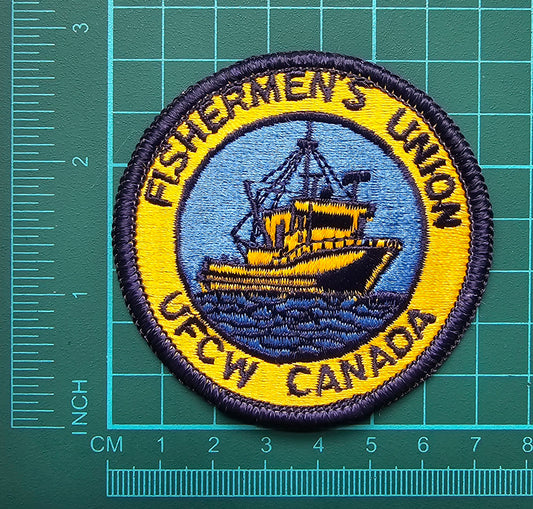 FISHERMEN'S UNION
UFCW CANADA
3
2
1
INCH
CM 1 2 3 4 5 6 7 8